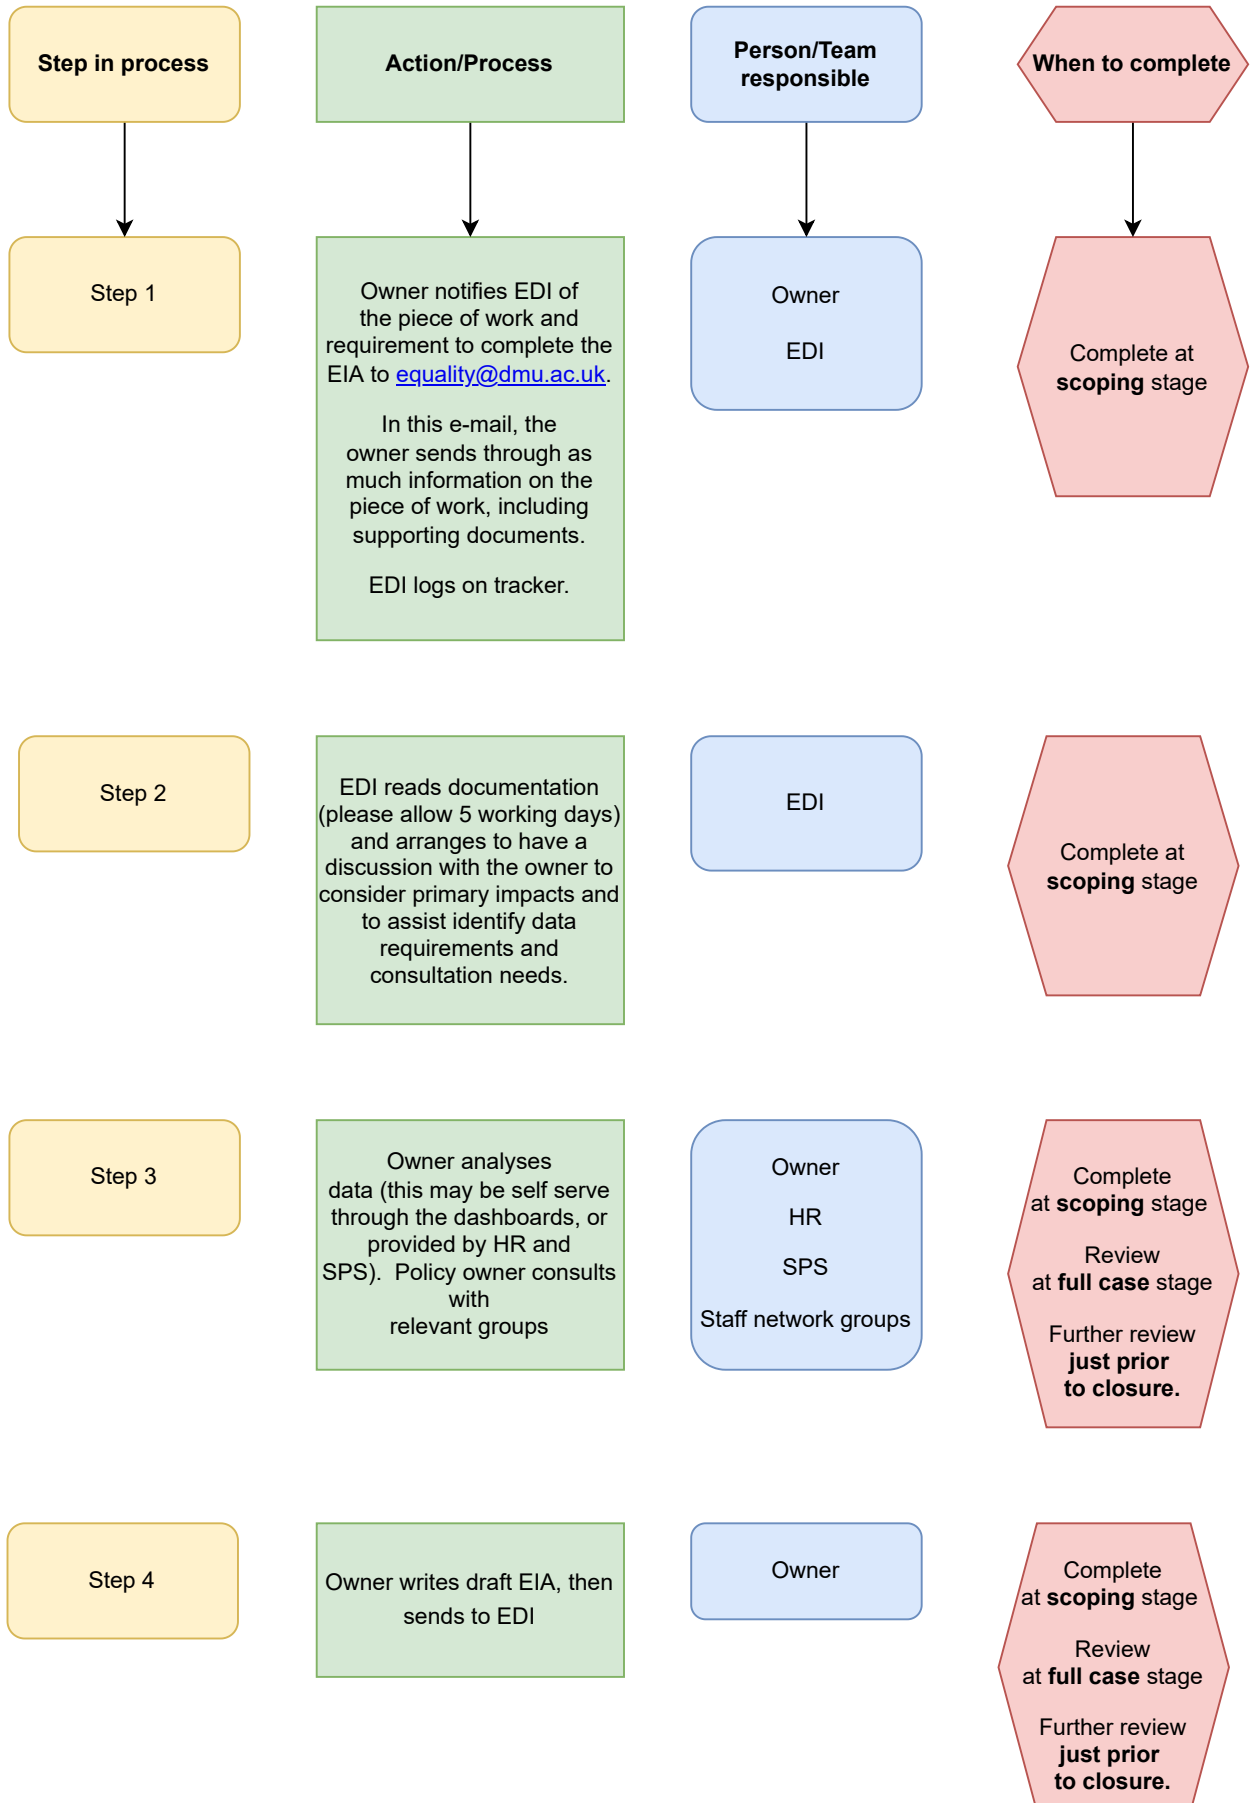 Step in process
Action/Process
Person/Team
responsible
When to complete
Step 1
Owner notifies EDI of
the piece of work and
requirement to complete the
EIA to equality@dmu.ac.uk.
In this e-mail, the
owner sends through as
much information on the
piece of work, including
supporting documents.
EDI logs on tracker.
Owner
EDI
Complete at
scoping stage
Step 2
EDI reads documentation
(please allow 5 working days)
and arranges to have a
discussion with the owner to
consider primary impacts and
to assist identify data
requirements and
consultation needs.
EDI
Complete at
scoping stage
Step 3
Owner analyses
data (this may be self serve
through the dashboards, or
provided by HR and
SPS).  Policy owner consults
with
relevant groups
Owner
HR
SPS
Staff network groups
Complete
at scoping stage
Review
at full case stage
Further review
just prior
to closure.
Step 4
Owner writes draft EIA, then
sends to EDI
Owner
Complete
at scoping stage
Review
at full case stage
Further review
just prior
to closure.